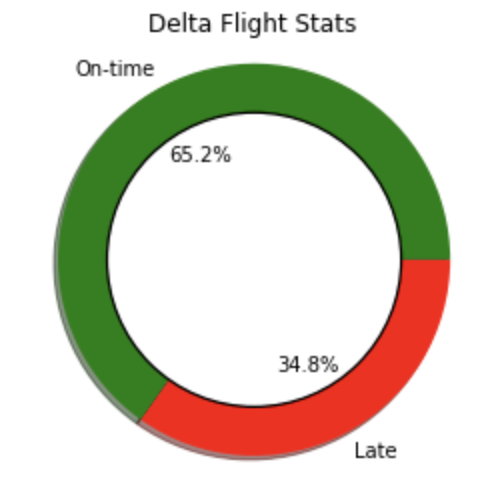 Delta Flight Stats
On-time
65.2%
34.8%
Late